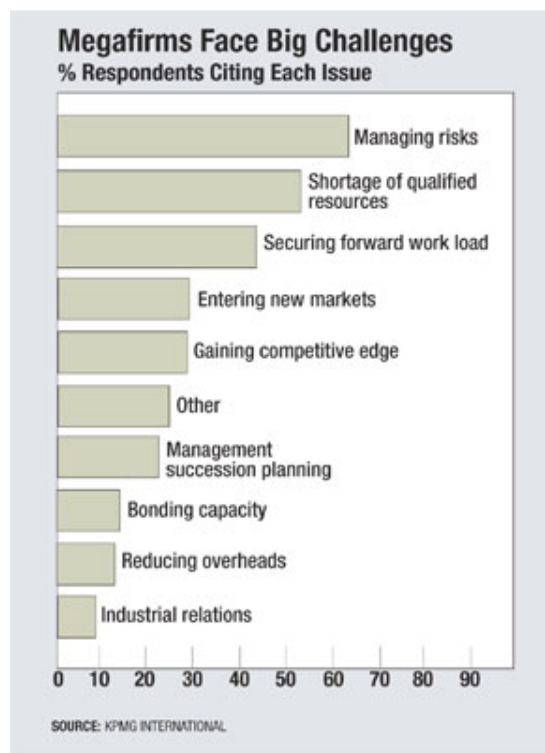 Megafirms Face Big Challenges
% Respondents Citing Each Issue
Managing risks
Shortage of qualified
resources
Securing forward work load
Entering new markets
Gaining competitive edge
Other
Management
succession planning
Bonding capacity
Reducing overheads
Industrial relations
0 10 20 30 40 50 60 70 80 90
SOURCE: KPMG INTERNATIONAL